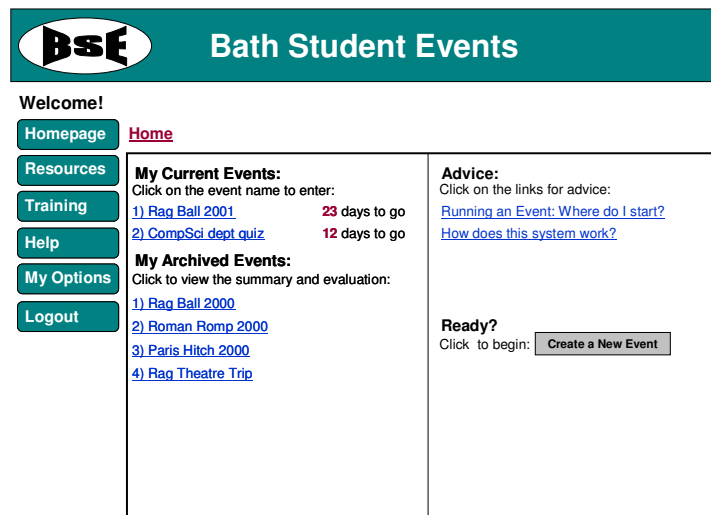 BSE
Bath Student Events
Welcome!
Homepage
Resources
Training
Help
My Options
Logout
Home
My Current Events:
Click on the event name to enter:
1) Rag Ball 2001 23 days to go
2) CompSci dept quiz 12 days to go
My Archived Events:
Click to view the summary and evaluation:
1) Rag Ball 2000
2) Roman Romp 2000
3) Paris Hitch 2000
4) Rag Theatre Trip
Advice:
Click on the links for advice:
Running an Event: Where do I start?
How does this system work?
Ready?
Click to begin: Create a New Event